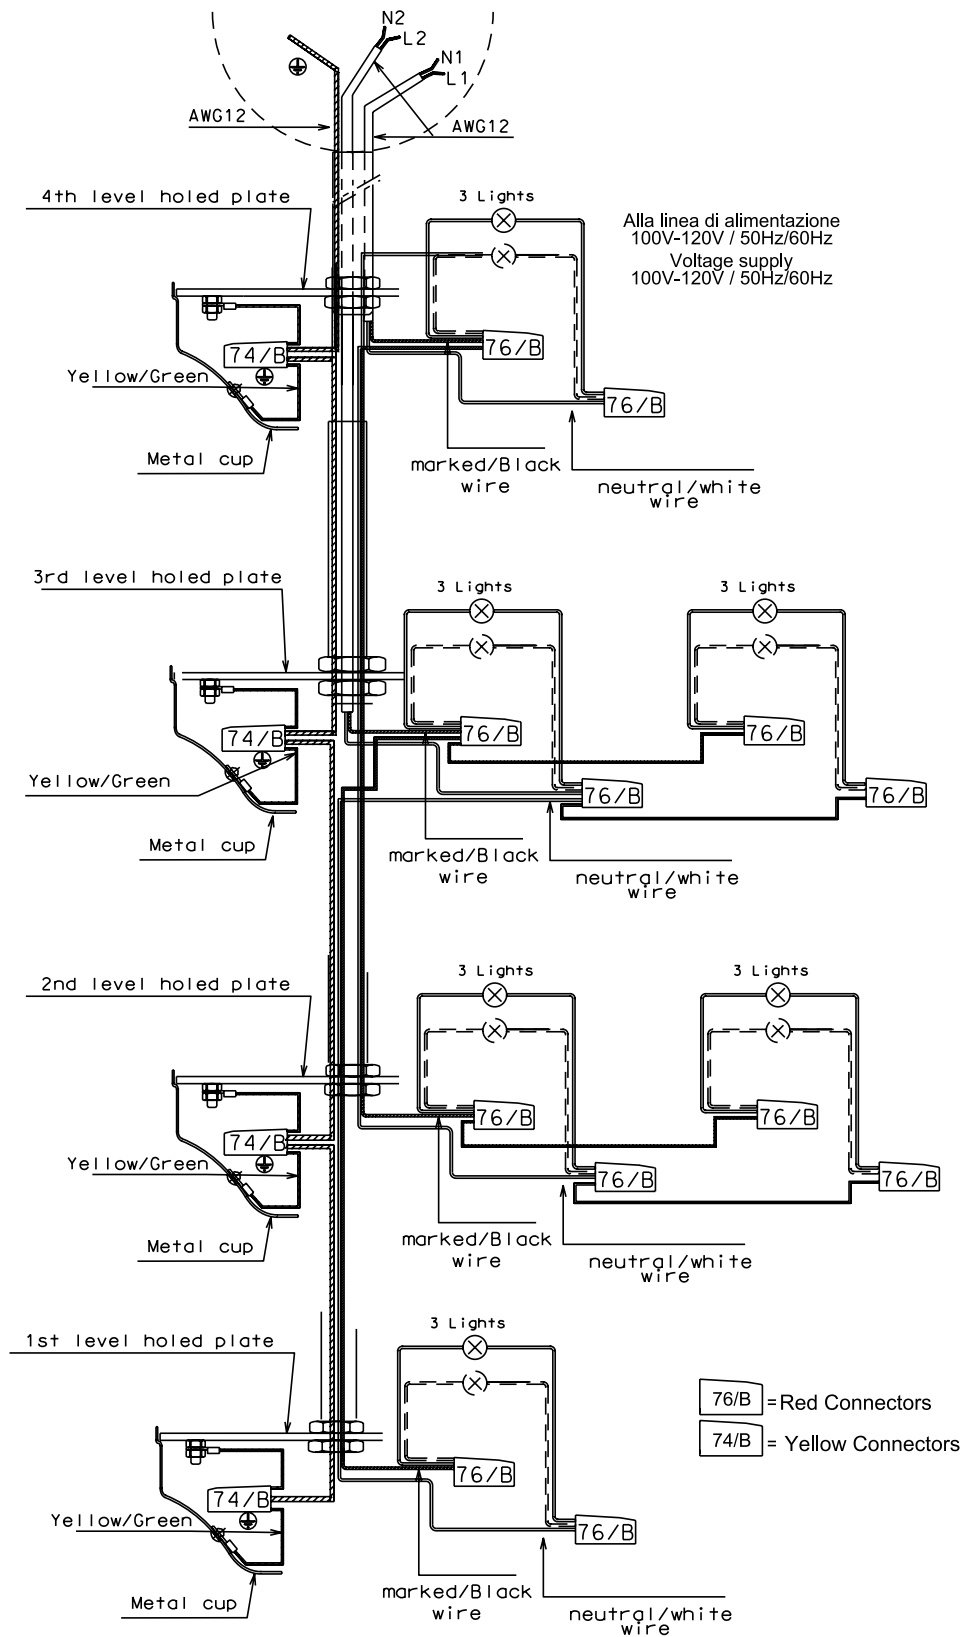 N2
L2
N1
L1
AWG12
AWG12
4th level holed plate
3 Lights
Alla linea di alimentazione
100V-120V / 50Hz/60Hz
Voltage supply
100V-120V / 50Hz/60Hz
74/B
76/B
Yellow/Green
76/B
Metal cup
marked/Black
wire
neutral/white
wire
3rd level holed plate
3 Lights
3 Lights
74/B
76/B
76/B
Yellow/Green
76/B
76/B
Metal cup
marked/Black
wire
neutral/white
wire
2nd level holed plate
3 Lights
3 Lights
74/B
76/B
76/B
Yellow/Green
76/B
76/B
Metal cup
marked/Black
wire
neutral/white
wire
1st level holed plate
3 Lights
76/B =Red Connectors
74/B = Yellow Connectors
74/B
76/B
Yellow/Green
76/B
Metal cup
marked/Black
wire
neutral/white
wire